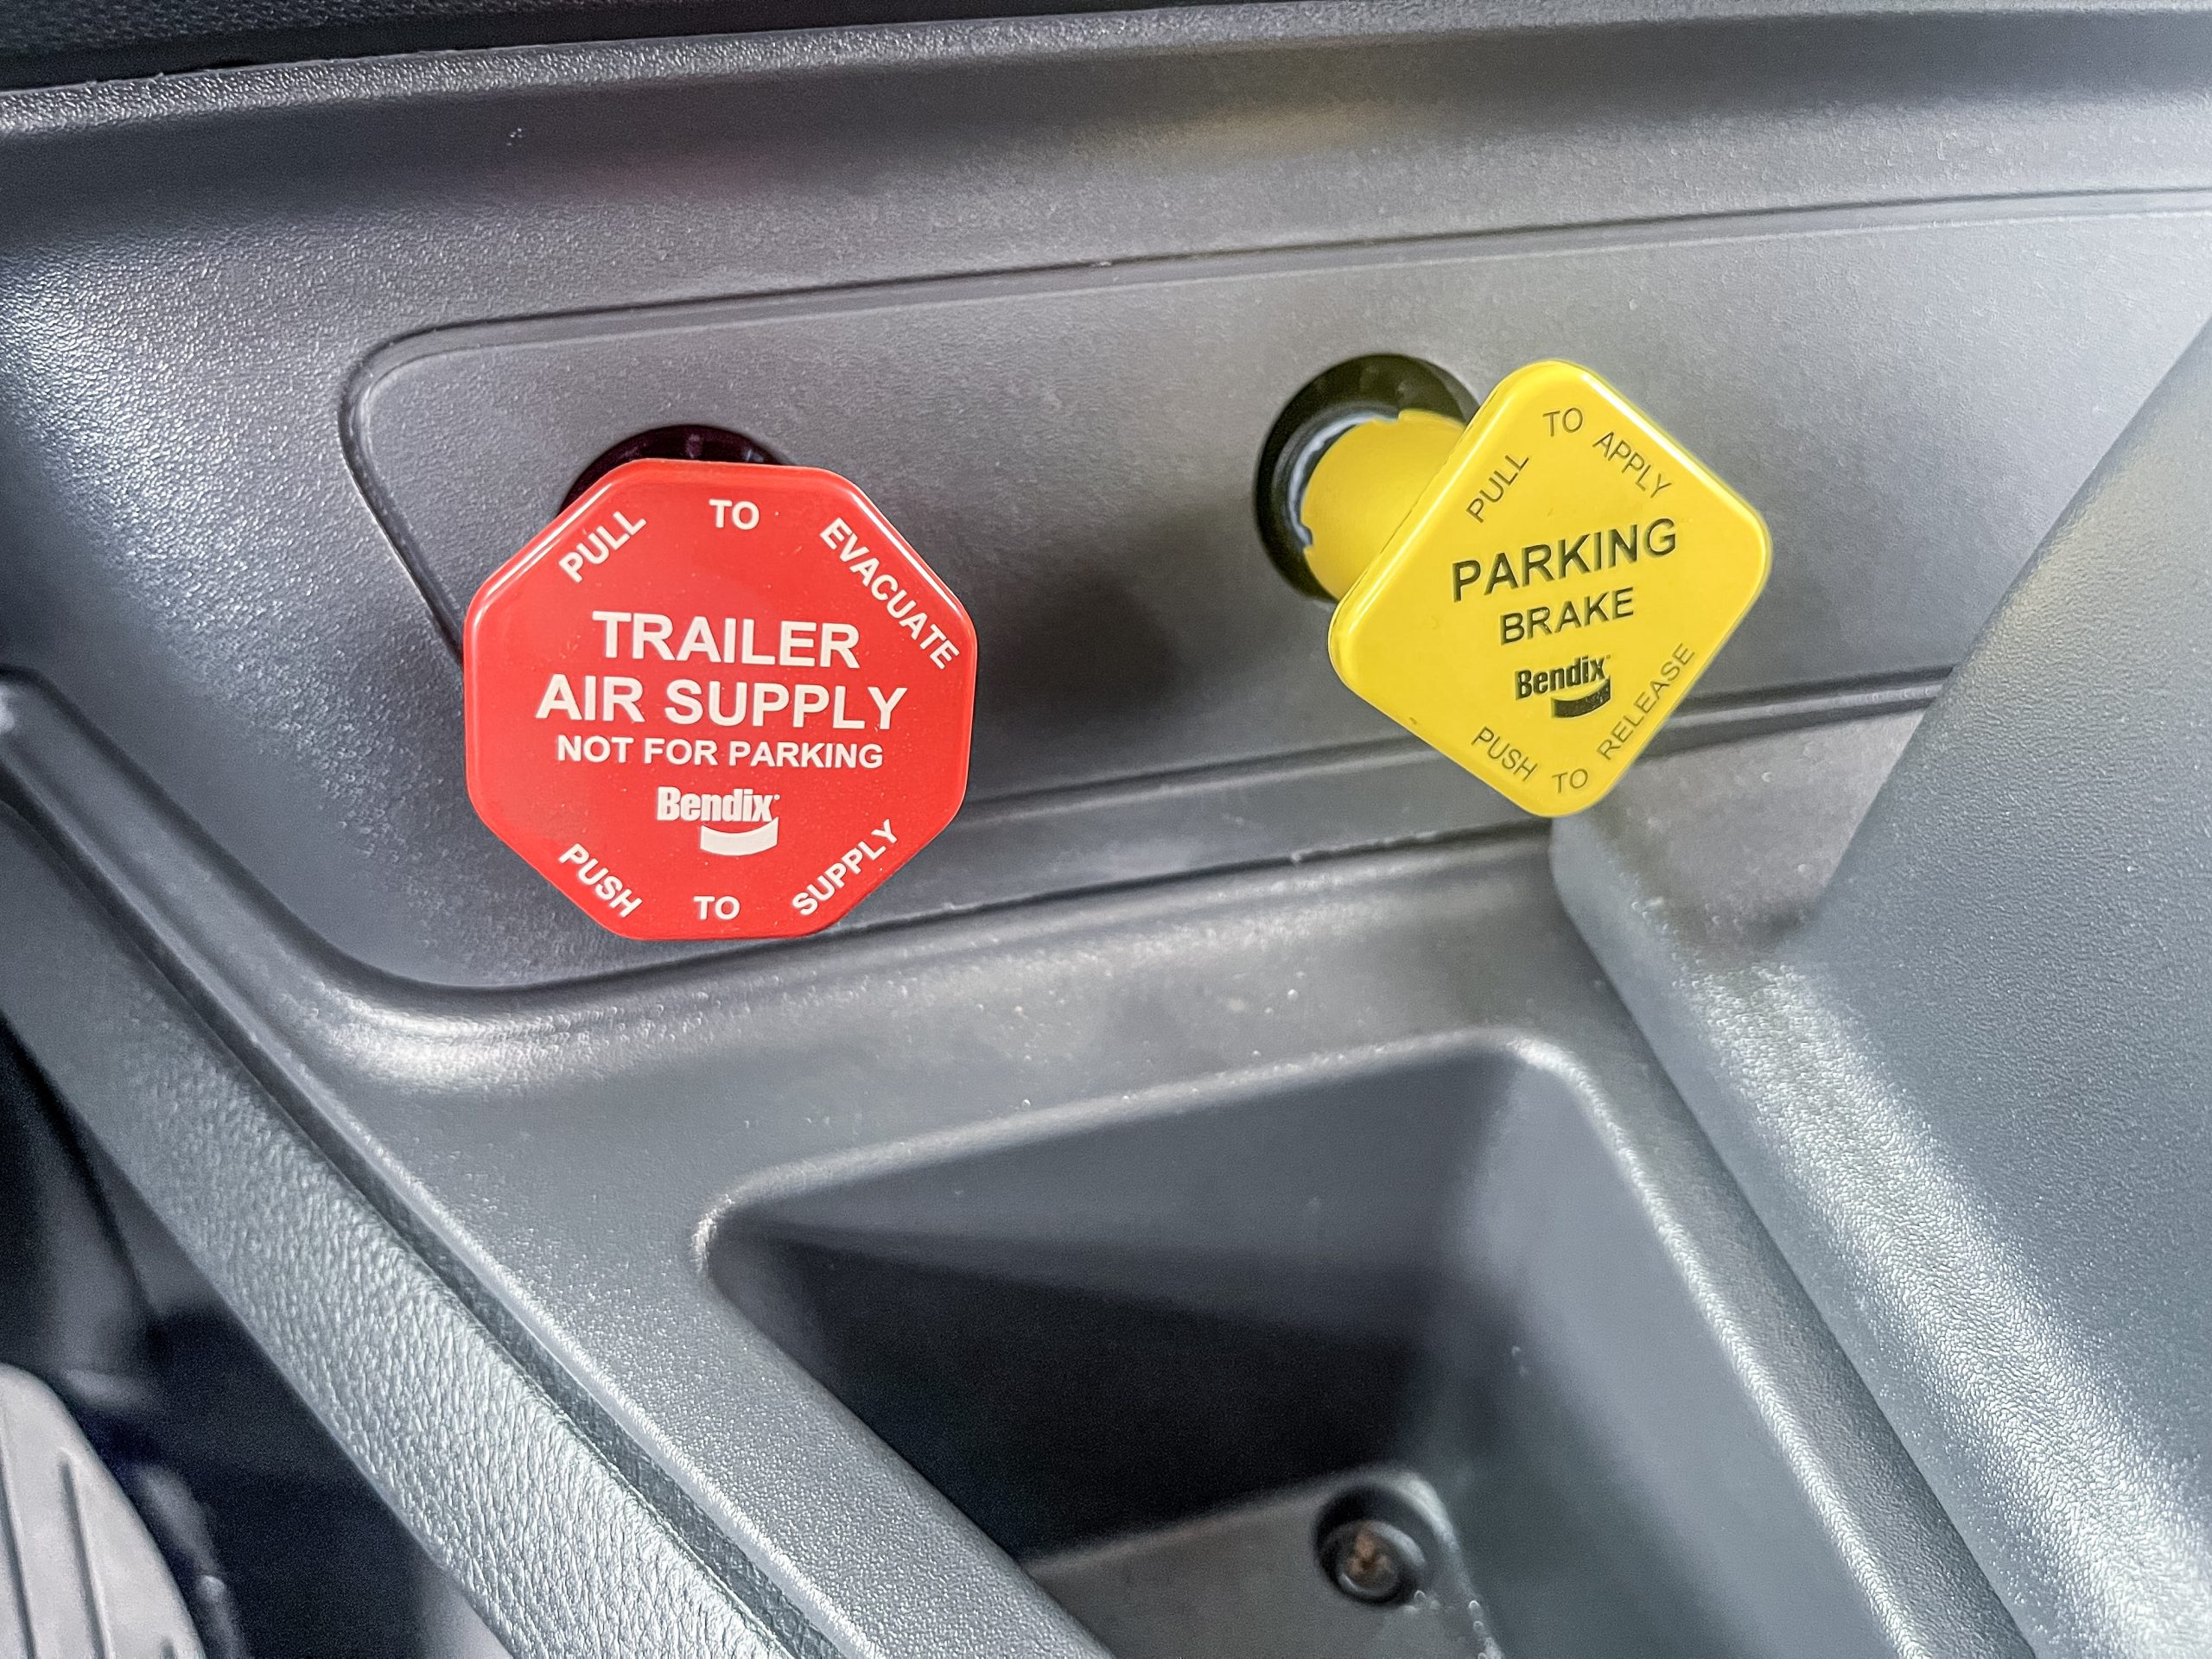 PULL TO EVACUATE
TRAILER
AIR SUPPLY
NOT FOR PARKING
Bendix
PUSH TO SUPPLY
PULL TO APPLY
PARKING
BRAKE
Bendix
PUSH TO RELEASE